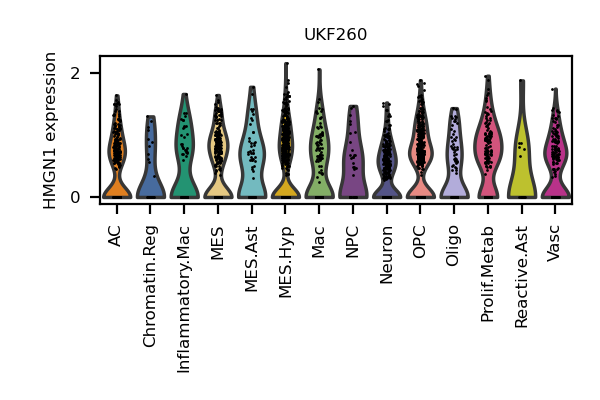 UKF260
HMGN1 expression
2
0
AC
Chromatin.Reg
Inflammatory.Mac
MES
MES.Ast
MES.Hyp
Mac
NPC
Neuron
OPC
Oligo
Prolif.Metab
Reactive.Ast
Vasc